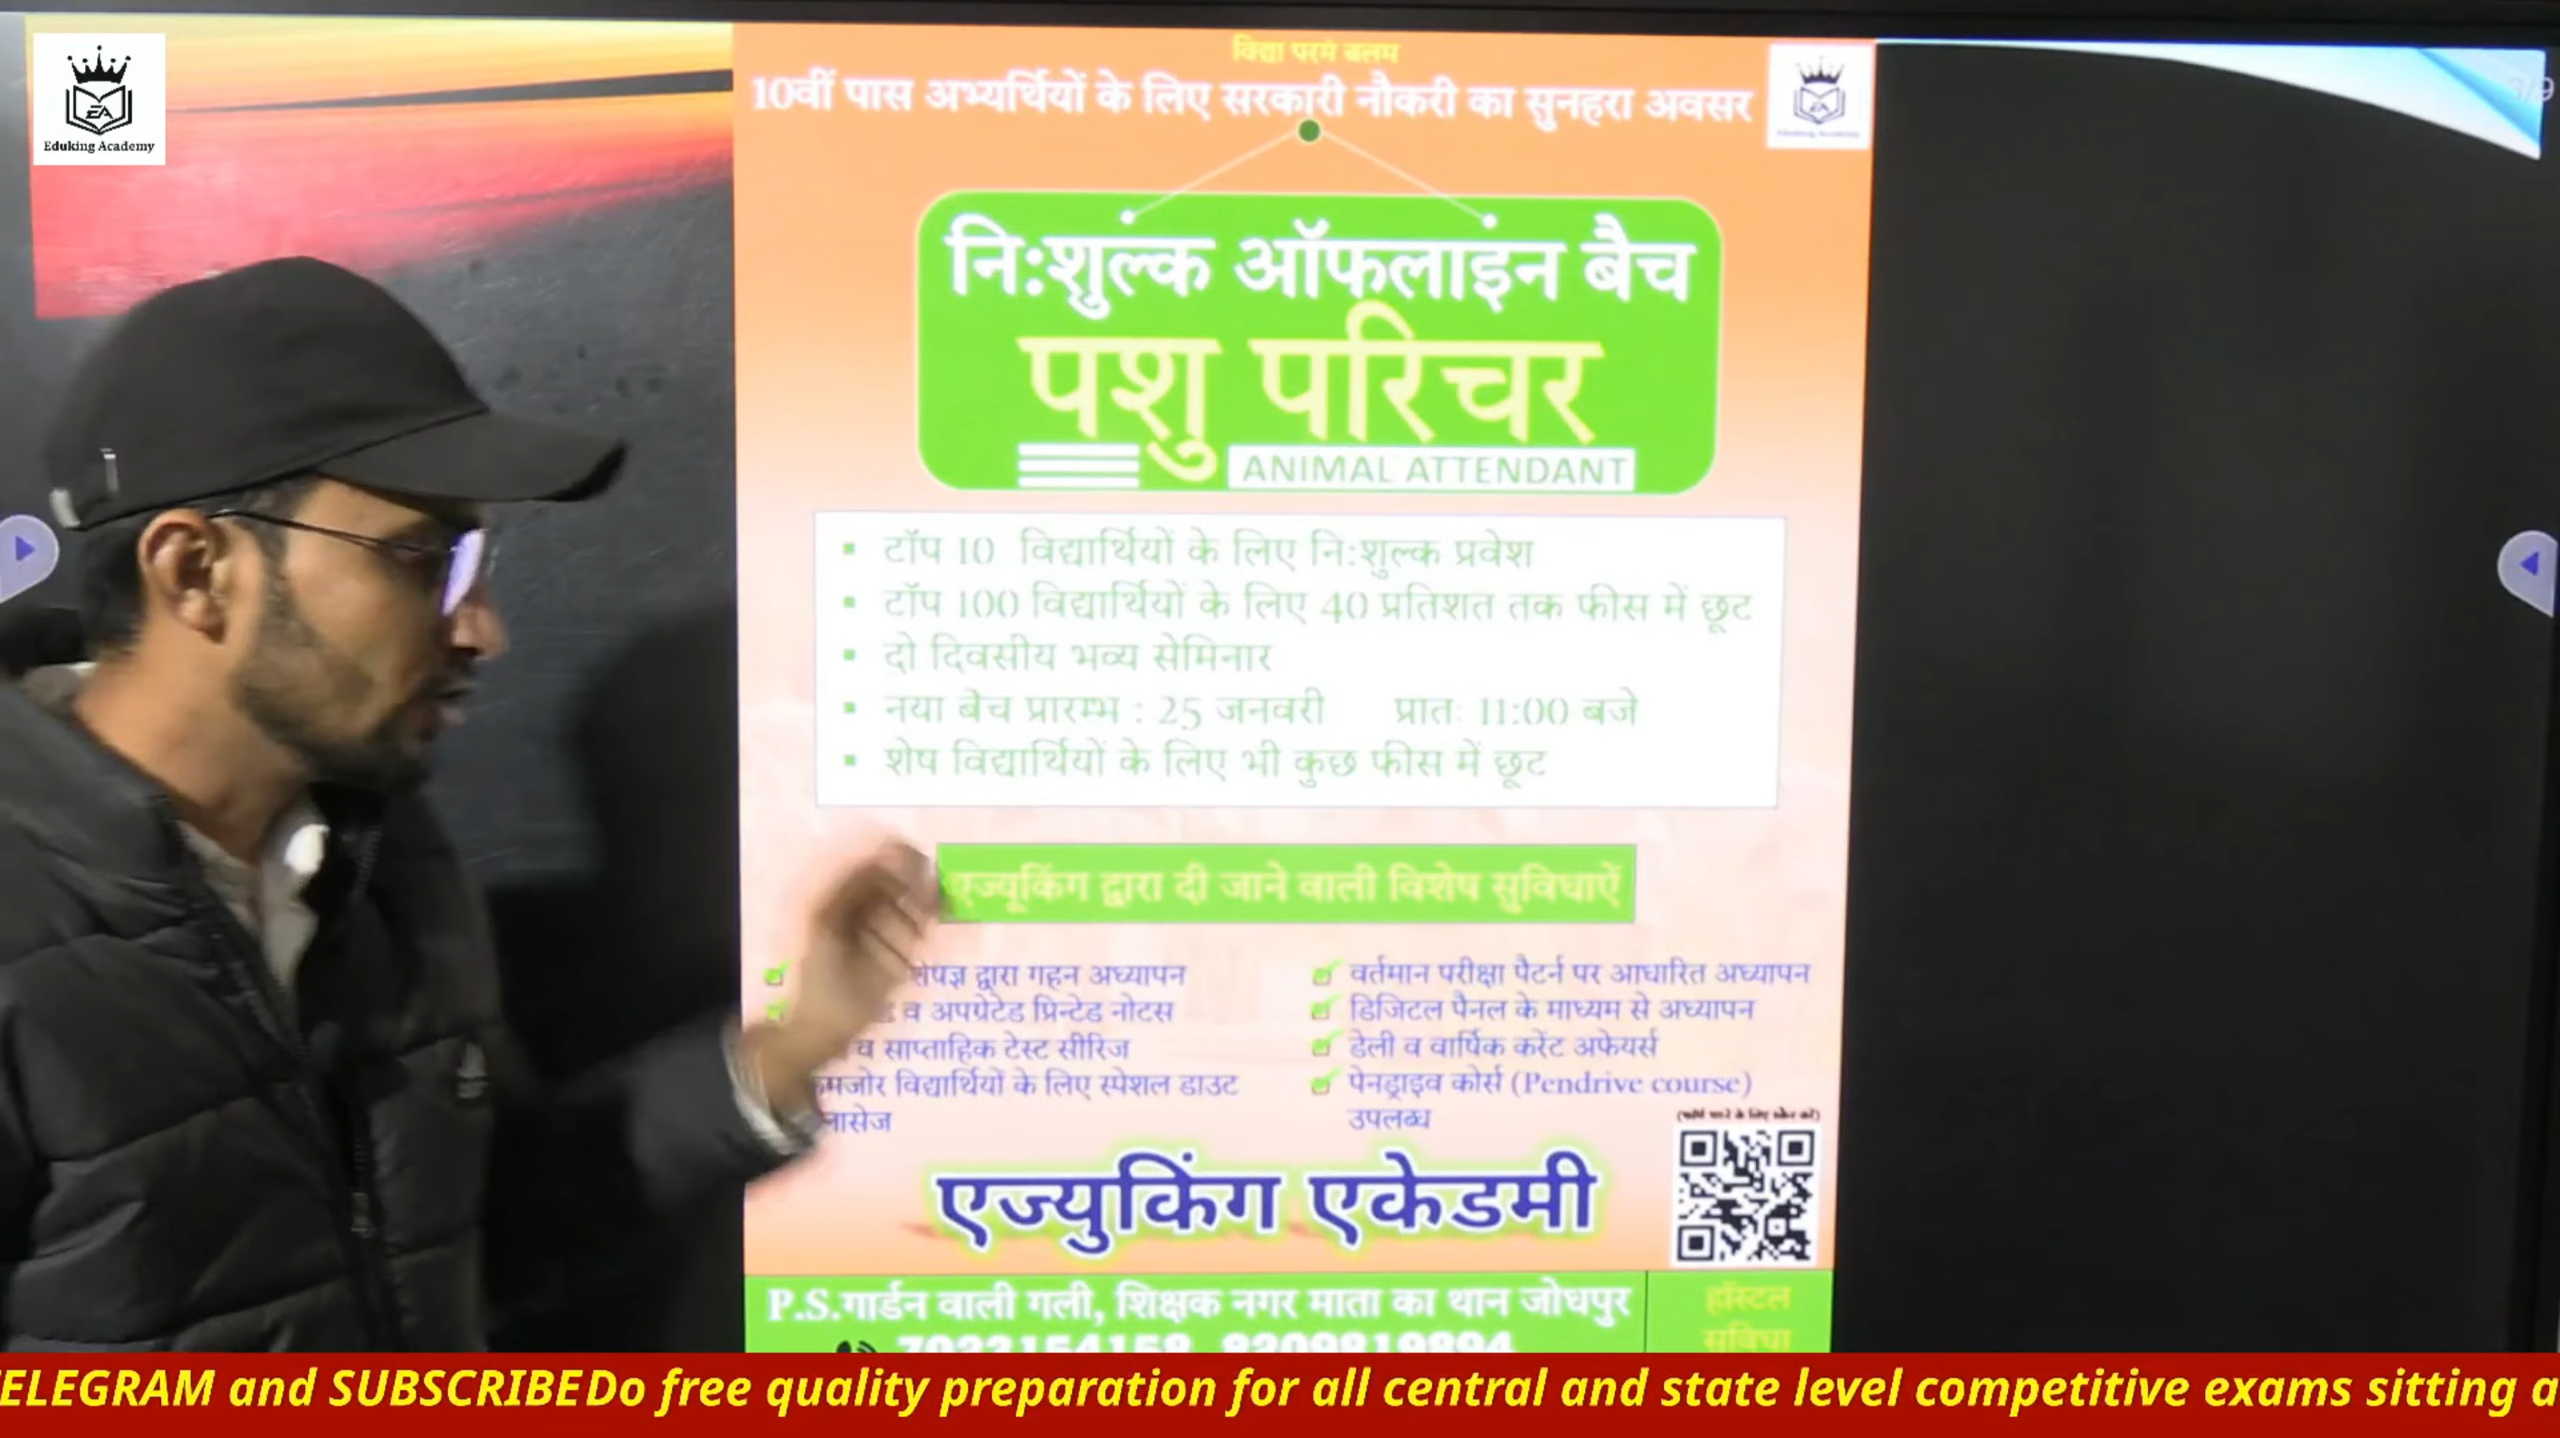 Eduking Academy
विद्या परमं बलम
10वीं पास अभ्यर्थियों के लिए सरकारी नौकरी का सुनहरा अवसर
नि:शुल्क ऑफलाइन बैच
पशु परिचर
ANIMAL ATTENDANT
टॉप 10 विद्यार्थियों के लिए नि:शुल्क प्रवेश
टॉप 100 विद्यार्थियों के लिए 40 प्रतिशत तक फीस में छूट
दो दिवसीय भव्य सेमिनार
नया बेच प्रारम्भ : 25 जनवरी प्रातः 11:00 बजे
शेष विद्यार्थियों के लिए भी कुछ फीस में छूट
एज्यूकिंग द्वारा दी जाने वाली विशेष सुविधाऐं
द्वारा गहन अध्यापन
व अपग्रेटेड प्रिन्टेड नोटस
व साप्ताहिक टेस्ट सीरिज
विद्यार्थियों के लिए स्पेशल डाउट
वर्तमान परीक्षा पैटर्न पर आधारित अध्यापन
डिजिटल पैनल के माध्यम से अध्यापन
डेली व वार्षिक करेंट अफेयर्स
पेनड्राइव कोर्स (Pendrive course)
उपलब्ध
एज्युकिंग एकेडमी
P.S.गार्डन वाली गली, शिक्षक नगर माता का थान जोधपुर
हॉस्टल
सुविधा
TELEGRAM and SUBSCRIBE Do free quality preparation for all central and state level competitive exams sitting a